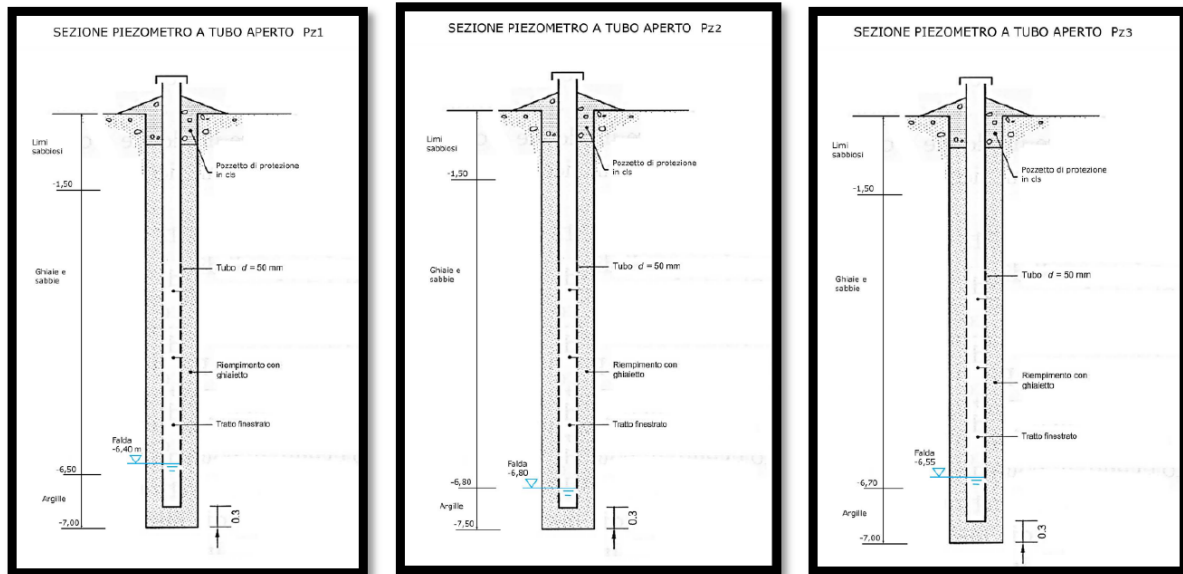 SEZIONE PIEZOMETRO A TUBO APERTO Pz1
Limi
sabbiosi
Pozzetto di protezione
in cls
-1,50
Ghiaie e
sabbie
Tubo d = 50 mm
Riempimento con
ghiaietto
Tratto finestrato
Falda
-6,40 m
-6,50
Argille
-7,00
0.3
SEZIONE PIEZOMETRO A TUBO APERTO Pz2
Limi
sabbiosi
Pozzetto di protezione
in cls
-1,50
Ghiaie e
sabbie
Tubo d = 50 mm
Riempimento con
ghiaietto
Tratto finestrato
Falda
-6,80
-6,80
Argille
-7,50
0.3
SEZIONE PIEZOMETRO A TUBO APERTO Pz3
Limi
sabbiosi
Pozzetto di protezione
in cls
-1,50
Ghiaie e
sabbie
Tubo d = 50 mm
Riempimento con
ghiaietto
Tratto finestrato
Falda
-6,55
-6,70
Argille
-7.00
0.3